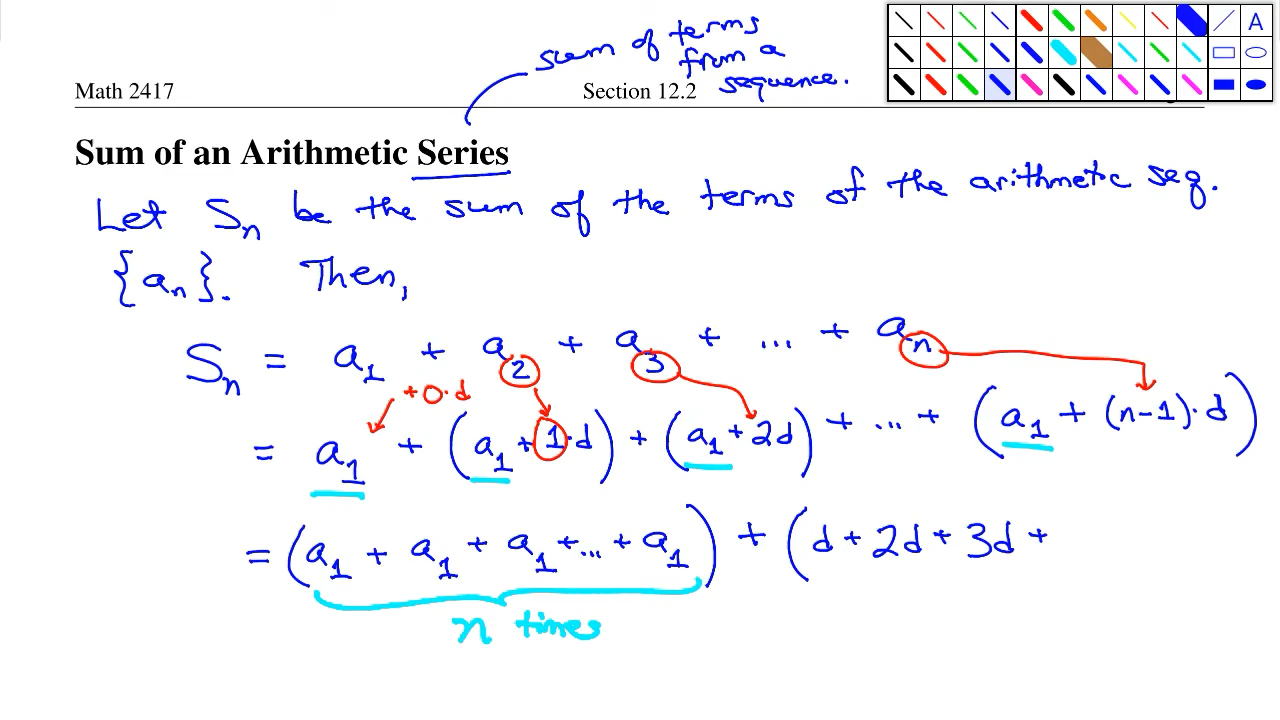 sum of terms
from a
sequence.
Math 2417 Section 12.2
Sum of an Arithmetic Series
Let Sₙ be the sum of the terms of the arithmetic seq.
{aₙ}. Then,
Sₙ = a₁ + a₂ + a₃ + ... + aₙ
+0·d
= a₁ + (a₁ + 1·d) + (a₁ + 2d) + ... + (a₁ + (n-1)·d)
= (a₁ + a₁ + a₁ + ... + a₁) + (d + 2d + 3d +
n times
A